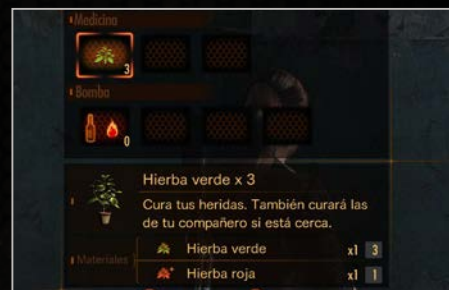 Medicina
3
Bomba
0
Hierba verde x 3
Cura tus heridas. También curará las
de tu compañero si está cerca.
Materiales
Hierba verde x1 3
Hierba roja x1 1